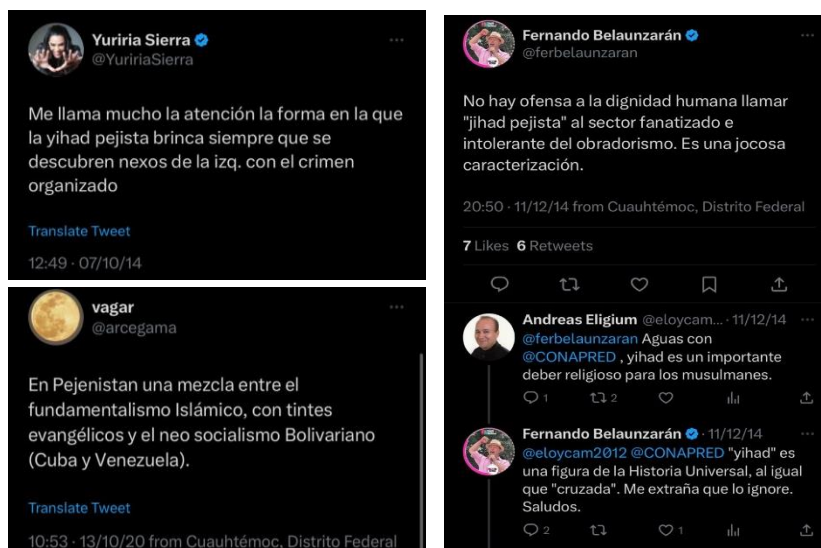 Yuriria Sierra
@YuririaSierra
Me llama mucho la atención la forma en la que
la yihad pejista brinca siempre que se
descubren nexos de la izq. con el crimen
organizado
Translate Tweet
12:49 · 07/10/14
vagar
@arcegama
En Pejenistan una mezcla entre el
fundamentalismo Islámico, con tintes
evangélicos y el neo socialismo Bolivariano
(Cuba y Venezuela).
Translate Tweet
10:53 · 13/10/20 from Cuauhtémoc, Distrito Federal
Fernando Belaunzarán
@ferbelaunzaran
No hay ofensa a la dignidad humana llamar
"jihad pejista" al sector fanatizado e
intolerante del obradorismo. Es una jocosa
caracterización.
20:50 · 11/12/14 from Cuauhtémoc, Distrito Federal
7 Likes 6 Retweets
Andreas Eligium @eloycam... · 11/12/14
@ferbelaunzaran Aguas con
@CONAPRED , yihad es un importante
deber religioso para los musulmanes.
1 2
Fernando Belaunzarán · 11/12/14
@eloycam2012 @CONAPRED "yihad" es
una figura de la Historia Universal, al igual
que "cruzada". Me extraña que lo ignore.
Saludos.
2 1